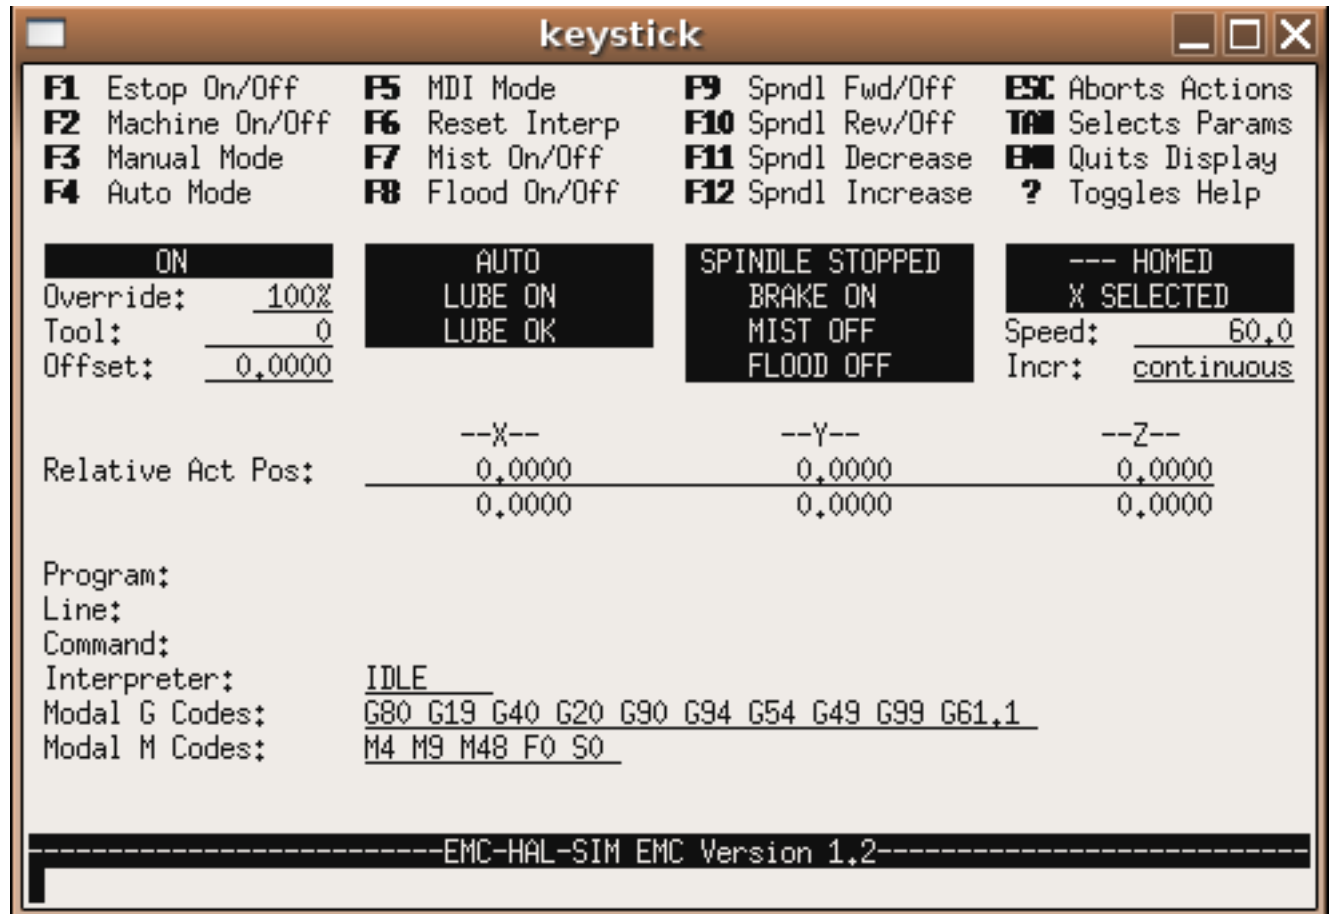 keystick
F1 Estop On/Off F5 MDI Mode F9 Spndl Fwd/Off ESC Aborts Actions
F2 Machine On/Off F6 Reset Interp F10 Spndl Rev/Off Selects Params
F3 Manual Mode F7 Mist On/Off F11 Spndl Decrease Quits Display
F4 Auto Mode F8 Flood On/Off F12 Spndl Increase ? Toggles Help
ON AUTO SPINDLE STOPPED --- HOMED
Override: 100% LUBE ON BRAKE ON X SELECTED
Tool: 0 LUBE OK MIST OFF Speed: 60.0
Offset: 0.0000 FLOOD OFF Incr: continuous
--X-- --Y-- --Z--
Relative Act Pos: 0.0000 0.0000 0.0000
0.0000 0.0000 0.0000
Program:
Line:
Command:
Interpreter: IDLE
Modal G Codes: G80 G19 G40 G20 G90 G94 G54 G49 G99 G61.1
Modal M Codes: M4 M9 M48 F0 S0
--------------------------EMC-HAL-SIM EMC Version 1.2---------------------------